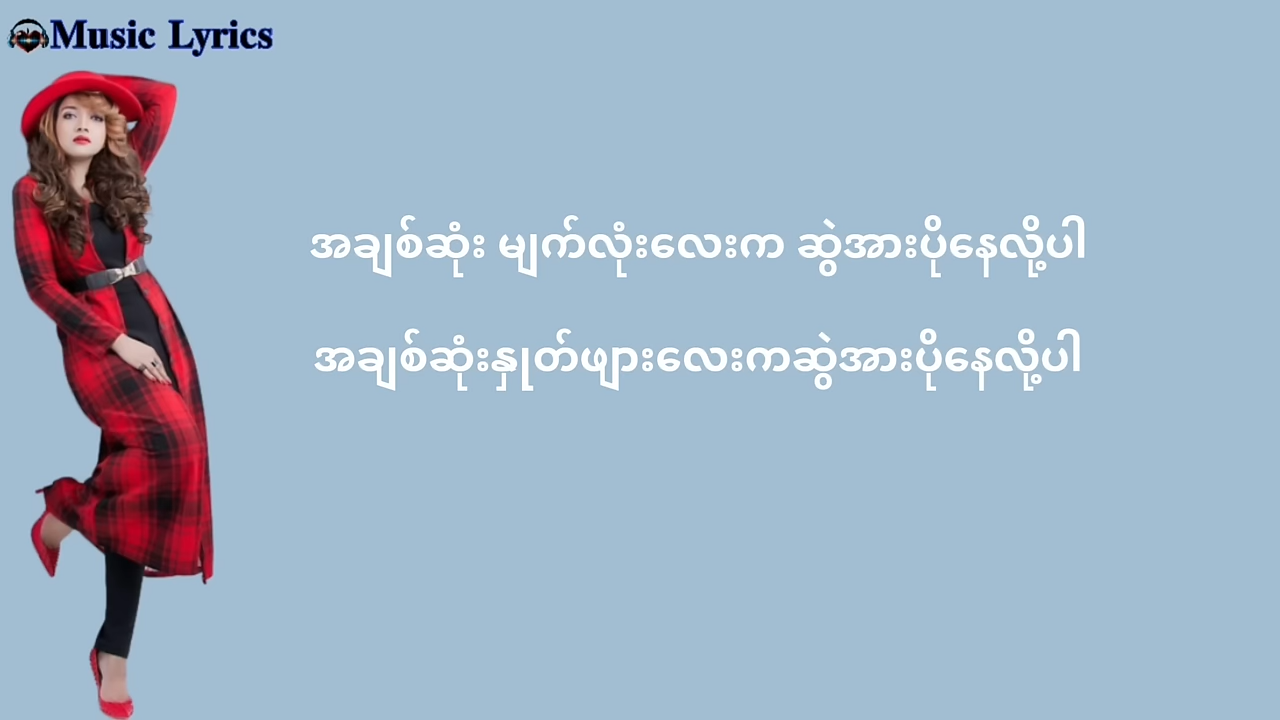 Music Lyrics
အချစ်ဆုံး မျက်လုံးလေးက ဆွဲအားပိုနေလို့ပါ
အချစ်ဆုံးနှုတ်ဖျားလေးကဆွဲအားပိုနေလို့ပါ